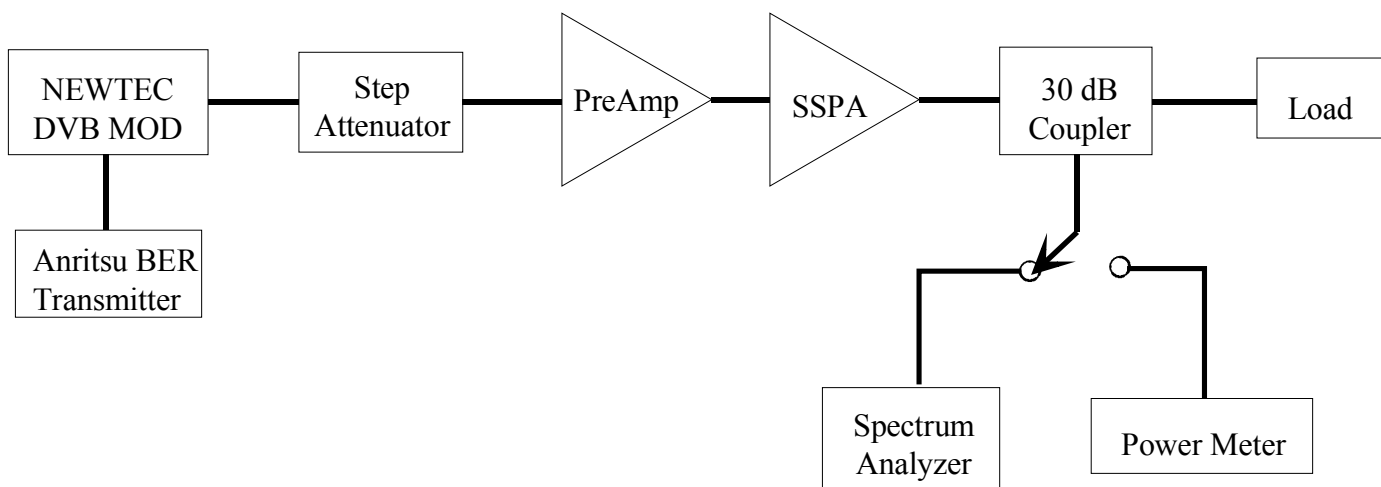 NEWTEC
DVB MOD
Step
Attenuator
PreAmp
SSPA
30 dB
Coupler
Load
Anritsu BER
Transmitter
Spectrum
Analyzer
Power Meter